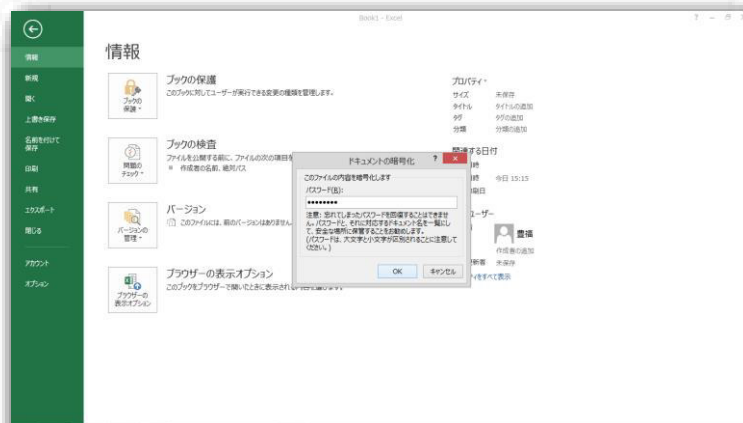 Book1 - Excel
情報
新規
開く
上書き保存
名前を付けて
保存
印刷
共有
エクスポート
閉じる
アカウント
オプション
情報
ブックの
保護
ブックの保護
このブックに対してユーザーが実行できる変更の種類を管理します。
問題の
チェック
ブックの検査
ファイルを公開する前に、ファイルの次の項目を
作成者の名前、絶対パス
バージョンの
管理
バージョン
このファイルには、前のバージョンはありません
ブラウザーの
表示オプション
ブラウザーの表示オプション
このブックをブラウザーで開いたときに表示される
プロパティ
サイズ 未保存
タイトル タイトルの追加
タグ タグの追加
分類 分類の追加
関連する日付
今日 15:15
ユーザー
豊福
作成者の追加
未保存
すべて表示
ドキュメントの暗号化 ?
このファイルの内容を暗号化します
パスワード(R):
••••••••
注意: 忘れてしまったパスワードを回復することはできませ
ん。パスワードと、それに対応するドキュメント名を一覧にし
て、安全な場所に保管することをお勧めします。
(パスワードは、大文字と小文字が区別されることに注意して
ください。)
OK キャンセル